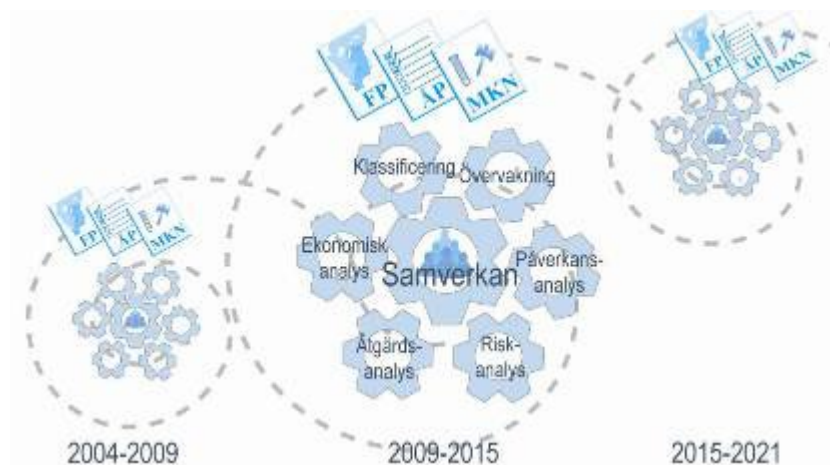 FP ÅP MKN
FP ÅP MKN
FP ÅP MKN
Klassificering
Övervakning
Ekonomisk
analys
Samverkan
Påverkans-
analys
Åtgärds-
analys
Risk-
analys
2004-2009
2009-2015
2015-2021